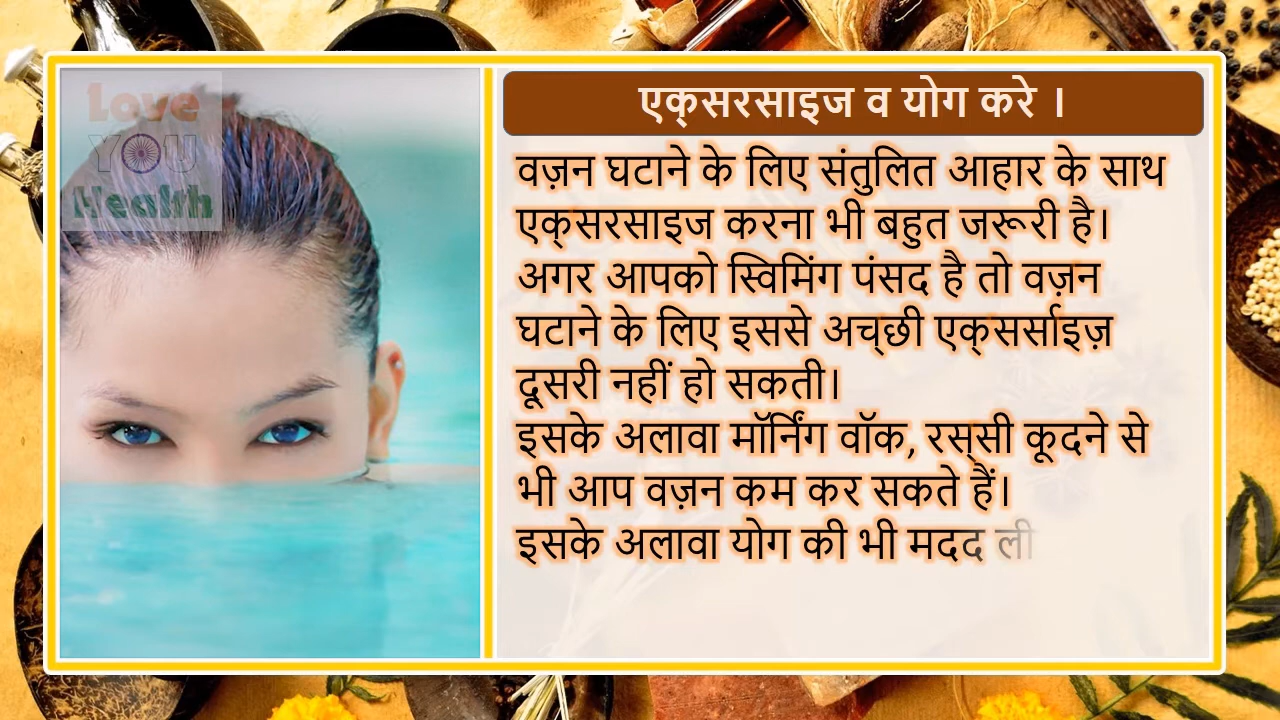 Love
YOU
Health
एक्सरसाइज व योग करे ।
वज़न घटाने के लिए संतुलित आहार के साथ
एक्सरसाइज करना भी बहुत जरूरी है।
अगर आपको स्विमिंग पंसद है तो वज़न
घटाने के लिए इससे अच्छी एक्सर्साइज़
दूसरी नहीं हो सकती।
इसके अलावा मॉर्निंग वॉक, रस्सी कूदने से
भी आप वज़न कम कर सकते हैं।
इसके अलावा योग की भी मदद ली